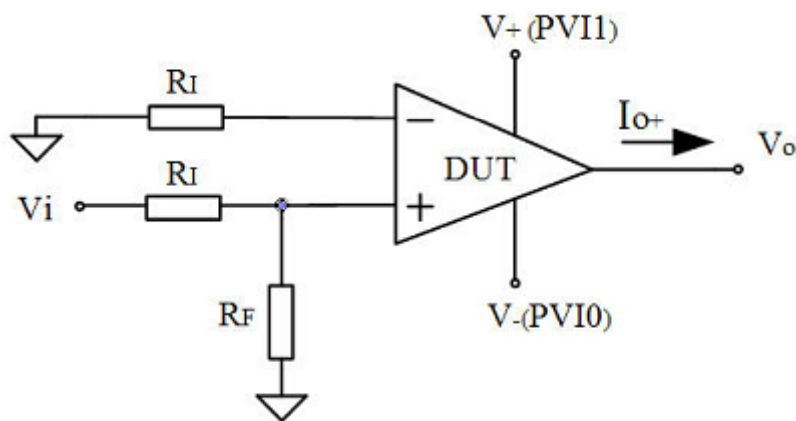 V+(PVI1)
RI
Io+
−
Vo
DUT
RI
Vi
+
RF
V-(PVI0)